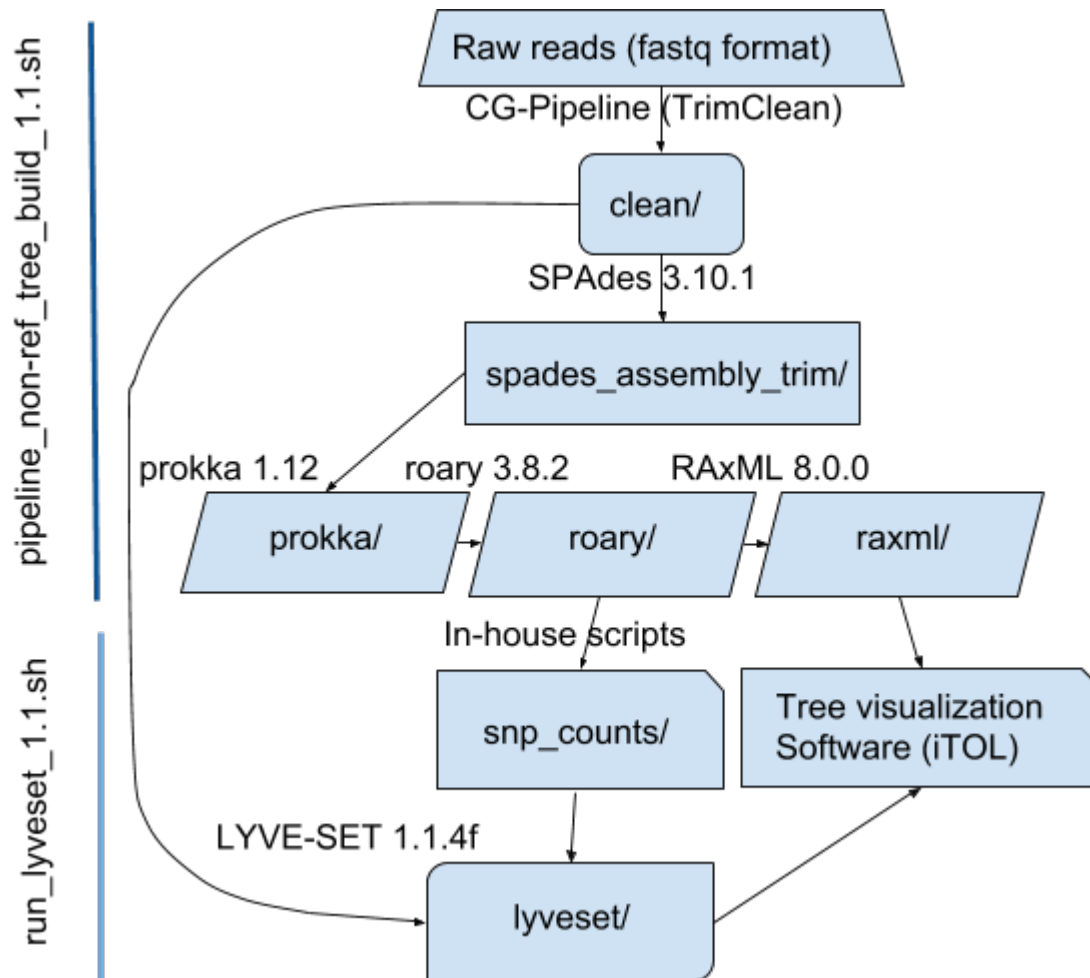 pipeline_non-ref_tree_build_1.1.sh
Raw reads (fastq format)
CG-Pipeline (TrimClean)
clean/
SPAdes 3.10.1
spades_assembly_trim/
prokka 1.12
roary 3.8.2
RAxML 8.0.0
prokka/
roary/
raxml/
run_lyveset_1.1.sh
In-house scripts
snp_counts/
Tree visualization
Software (iTOL)
LYVE-SET 1.1.4f
lyveset/